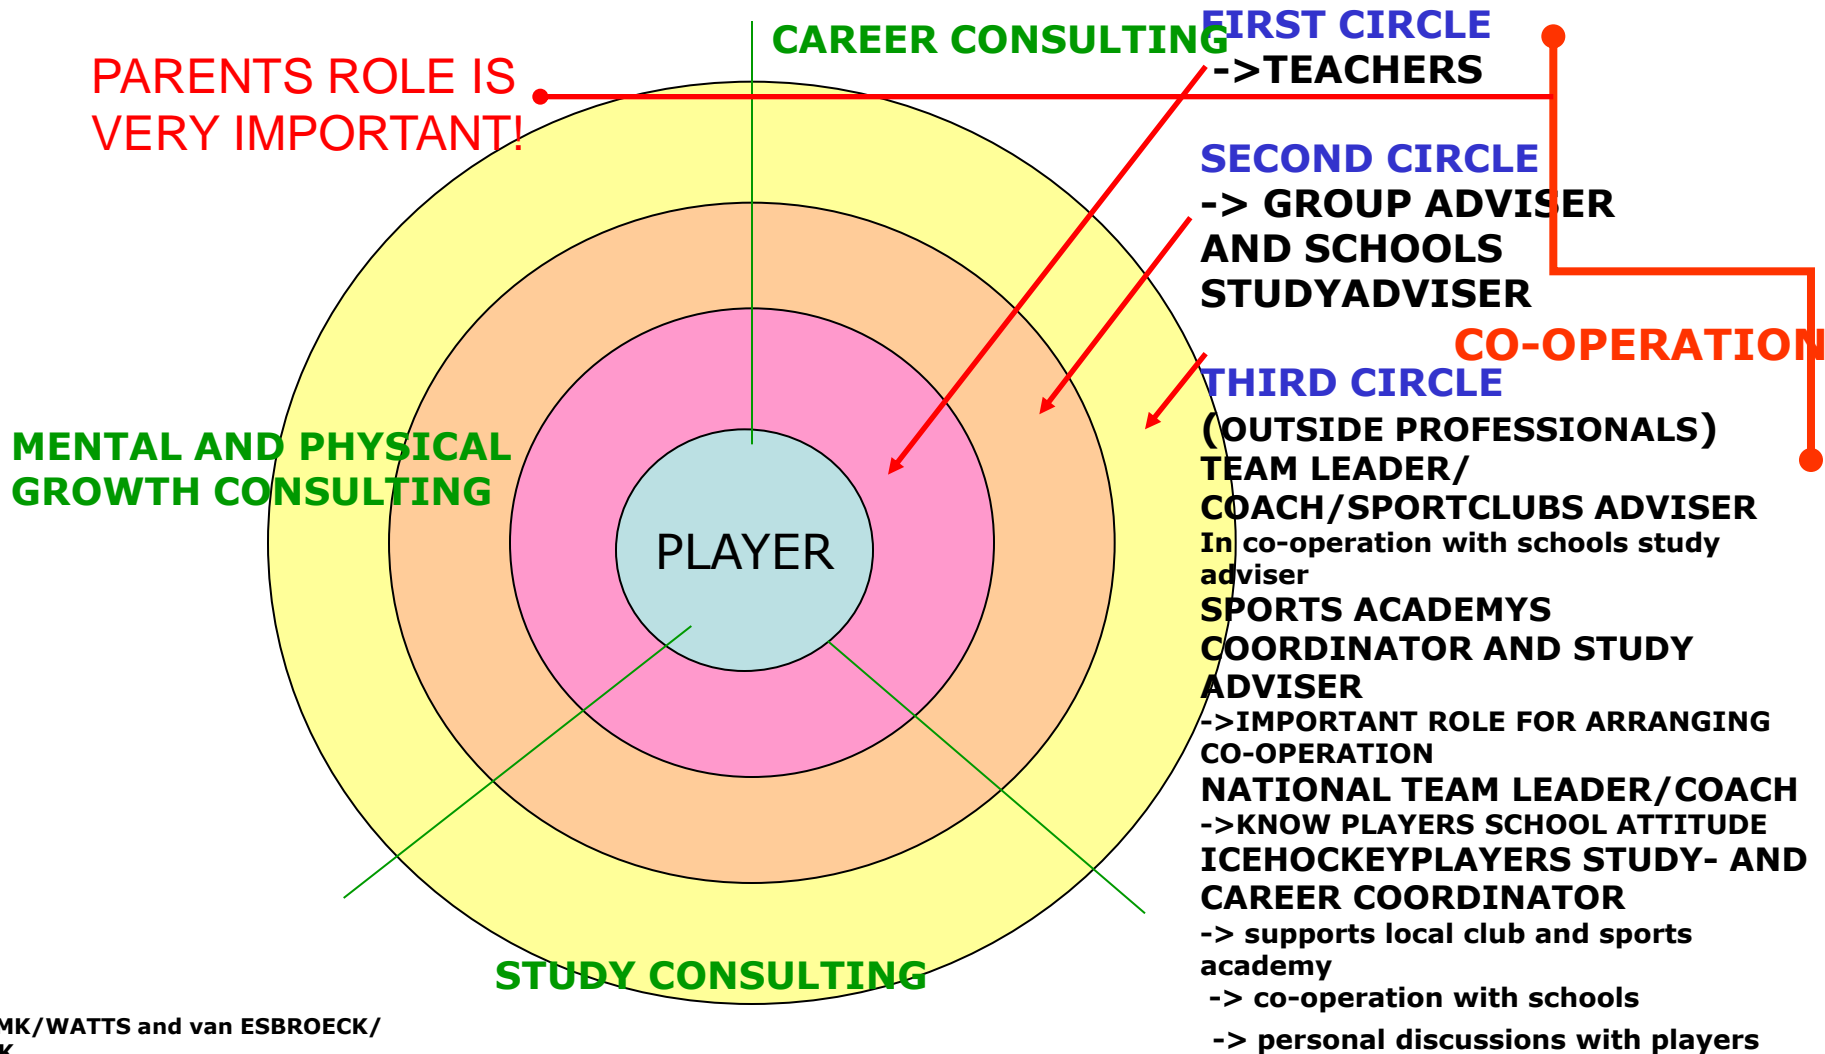 CAREER CONSULTING
PARENTS ROLE IS
VERY IMPORTANT!
FIRST CIRCLE
->TEACHERS
SECOND CIRCLE
-> GROUP ADVISER
AND SCHOOLS
STUDYADVISER
CO-OPERATION
THIRD CIRCLE
(OUTSIDE PROFESSIONALS)
TEAM LEADER/
COACH/SPORTCLUBS ADVISER
In co-operation with schools study
adviser
SPORTS ACADEMYS
COORDINATOR AND STUDY
ADVISER
->IMPORTANT ROLE FOR ARRANGING
CO-OPERATION
NATIONAL TEAM LEADER/COACH
->KNOW PLAYERS SCHOOL ATTITUDE
ICEHOCKEYPLAYERS STUDY- AND
CAREER COORDINATOR
-> supports local club and sports
academy
-> co-operation with schools
-> personal discussions with players
MENTAL AND PHYSICAL
GROWTH CONSULTING
PLAYER
STUDY CONSULTING
MK/WATTS and van ESBROECK/